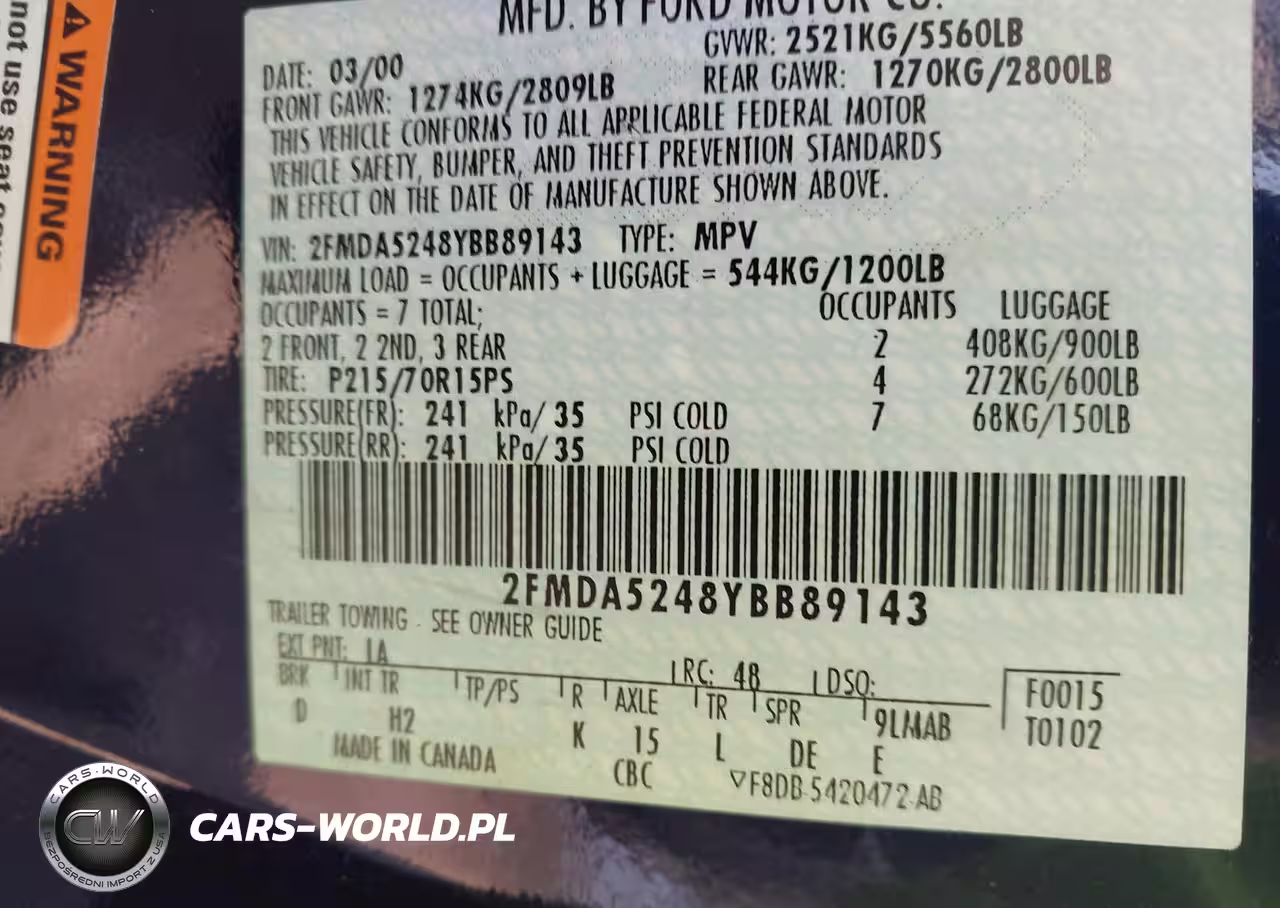 not use seat
WARNING
MFD. BY FORD MOTOR CO.
DATE: 03/00 GVWR: 2521KG/5560LB
FRONT GAWR: 1274KG/2809LB REAR GAWR: 1270KG/2800LB
THIS VEHICLE CONFORMS TO ALL APPLICABLE FEDERAL MOTOR
VEHICLE SAFETY, BUMPER, AND THEFT PREVENTION STANDARDS
IN EFFECT ON THE DATE OF MANUFACTURE SHOWN ABOVE.
VIN: 2FMDA5248YBB89143 TYPE: MPV
MAXIMUM LOAD = OCCUPANTS + LUGGAGE = 544KG/1200LB
OCCUPANTS = 7 TOTAL; OCCUPANTS LUGGAGE
2 FRONT, 2 2ND, 3 REAR 2 408KG/900LB
TIRE: P215/70R15PS 4 272KG/600LB
PRESSURE(FR): 241 kPa/ 35 PSI COLD 7 68KG/150LB
PRESSURE(RR): 241 kPa/ 35 PSI COLD
2FMDA5248YBB89143
TRAILER TOWING - SEE OWNER GUIDE
EXT PNT: LA RC: 48 DSO: F0015
BRK INT TR TP/PS R AXLE TR SPR 9LMAB T0102
D H2 K 15 L DE E
MADE IN CANADA CBC F8DB-5420472-AB
CARS-WORLD
CW
BEZPOŚREDNI IMPORT Z USA
CARS-WORLD.PL